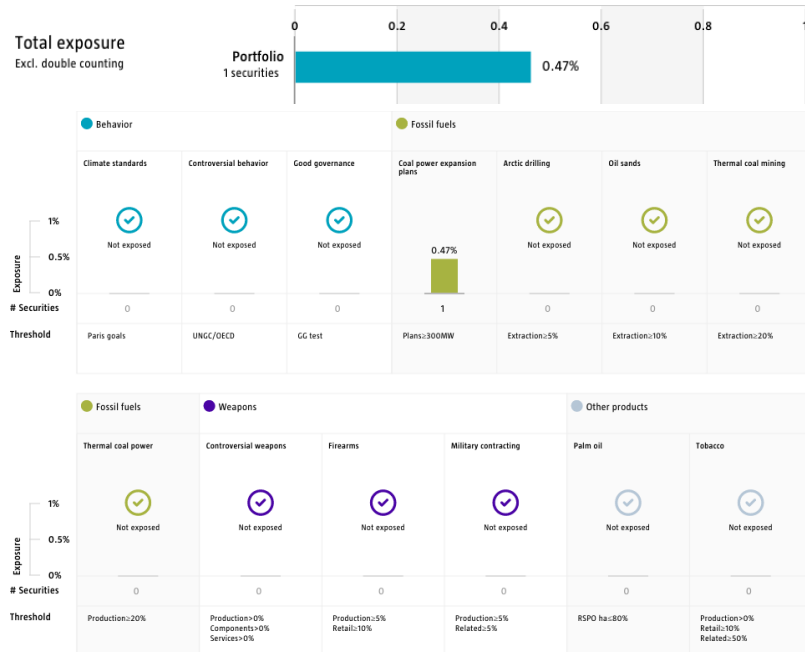 0 0.2 0.4 0.6 0.8 1
Total exposure
Excl. double counting
Portfolio
1 securities
0.47%
Behavior
Fossil fuels
Climate standards
Controversial behavior
Good governance
Coal power expansion
plans
Arctic drilling
Oil sands
Thermal coal mining
Exposure
1%
0.5%
0%
Not exposed
Not exposed
Not exposed
0.47%
Not exposed
Not exposed
Not exposed
# Securities 0 0 0 1 0 0 0
Threshold
Paris goals
UNGC/OECD
GG test
Plans≥300MW
Extraction≥5%
Extraction≥10%
Extraction≥20%
Fossil fuels
Weapons
Other products
Thermal coal power
Controversial weapons
Firearms
Military contracting
Palm oil
Tobacco
Exposure
1%
0.5%
0%
Not exposed
Not exposed
Not exposed
Not exposed
Not exposed
Not exposed
# Securities 0 0 0 0 0 0
Threshold
Production≥20%
Production>0%
Components>0%
Services>0%
Production≥5%
Retail≥10%
Production≥5%
Related≥5%
RSPO ha≤80%
Production>0%
Retail≥10%
Related≥50%